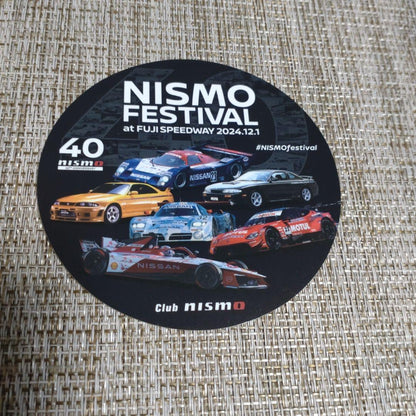 NISMO
FESTIVAL
at FUJI SPEEDWAY 2024.12.1
#NISMOfestival
40
nismo
NISSAN
MOTUL
NISSAN
Club nismo